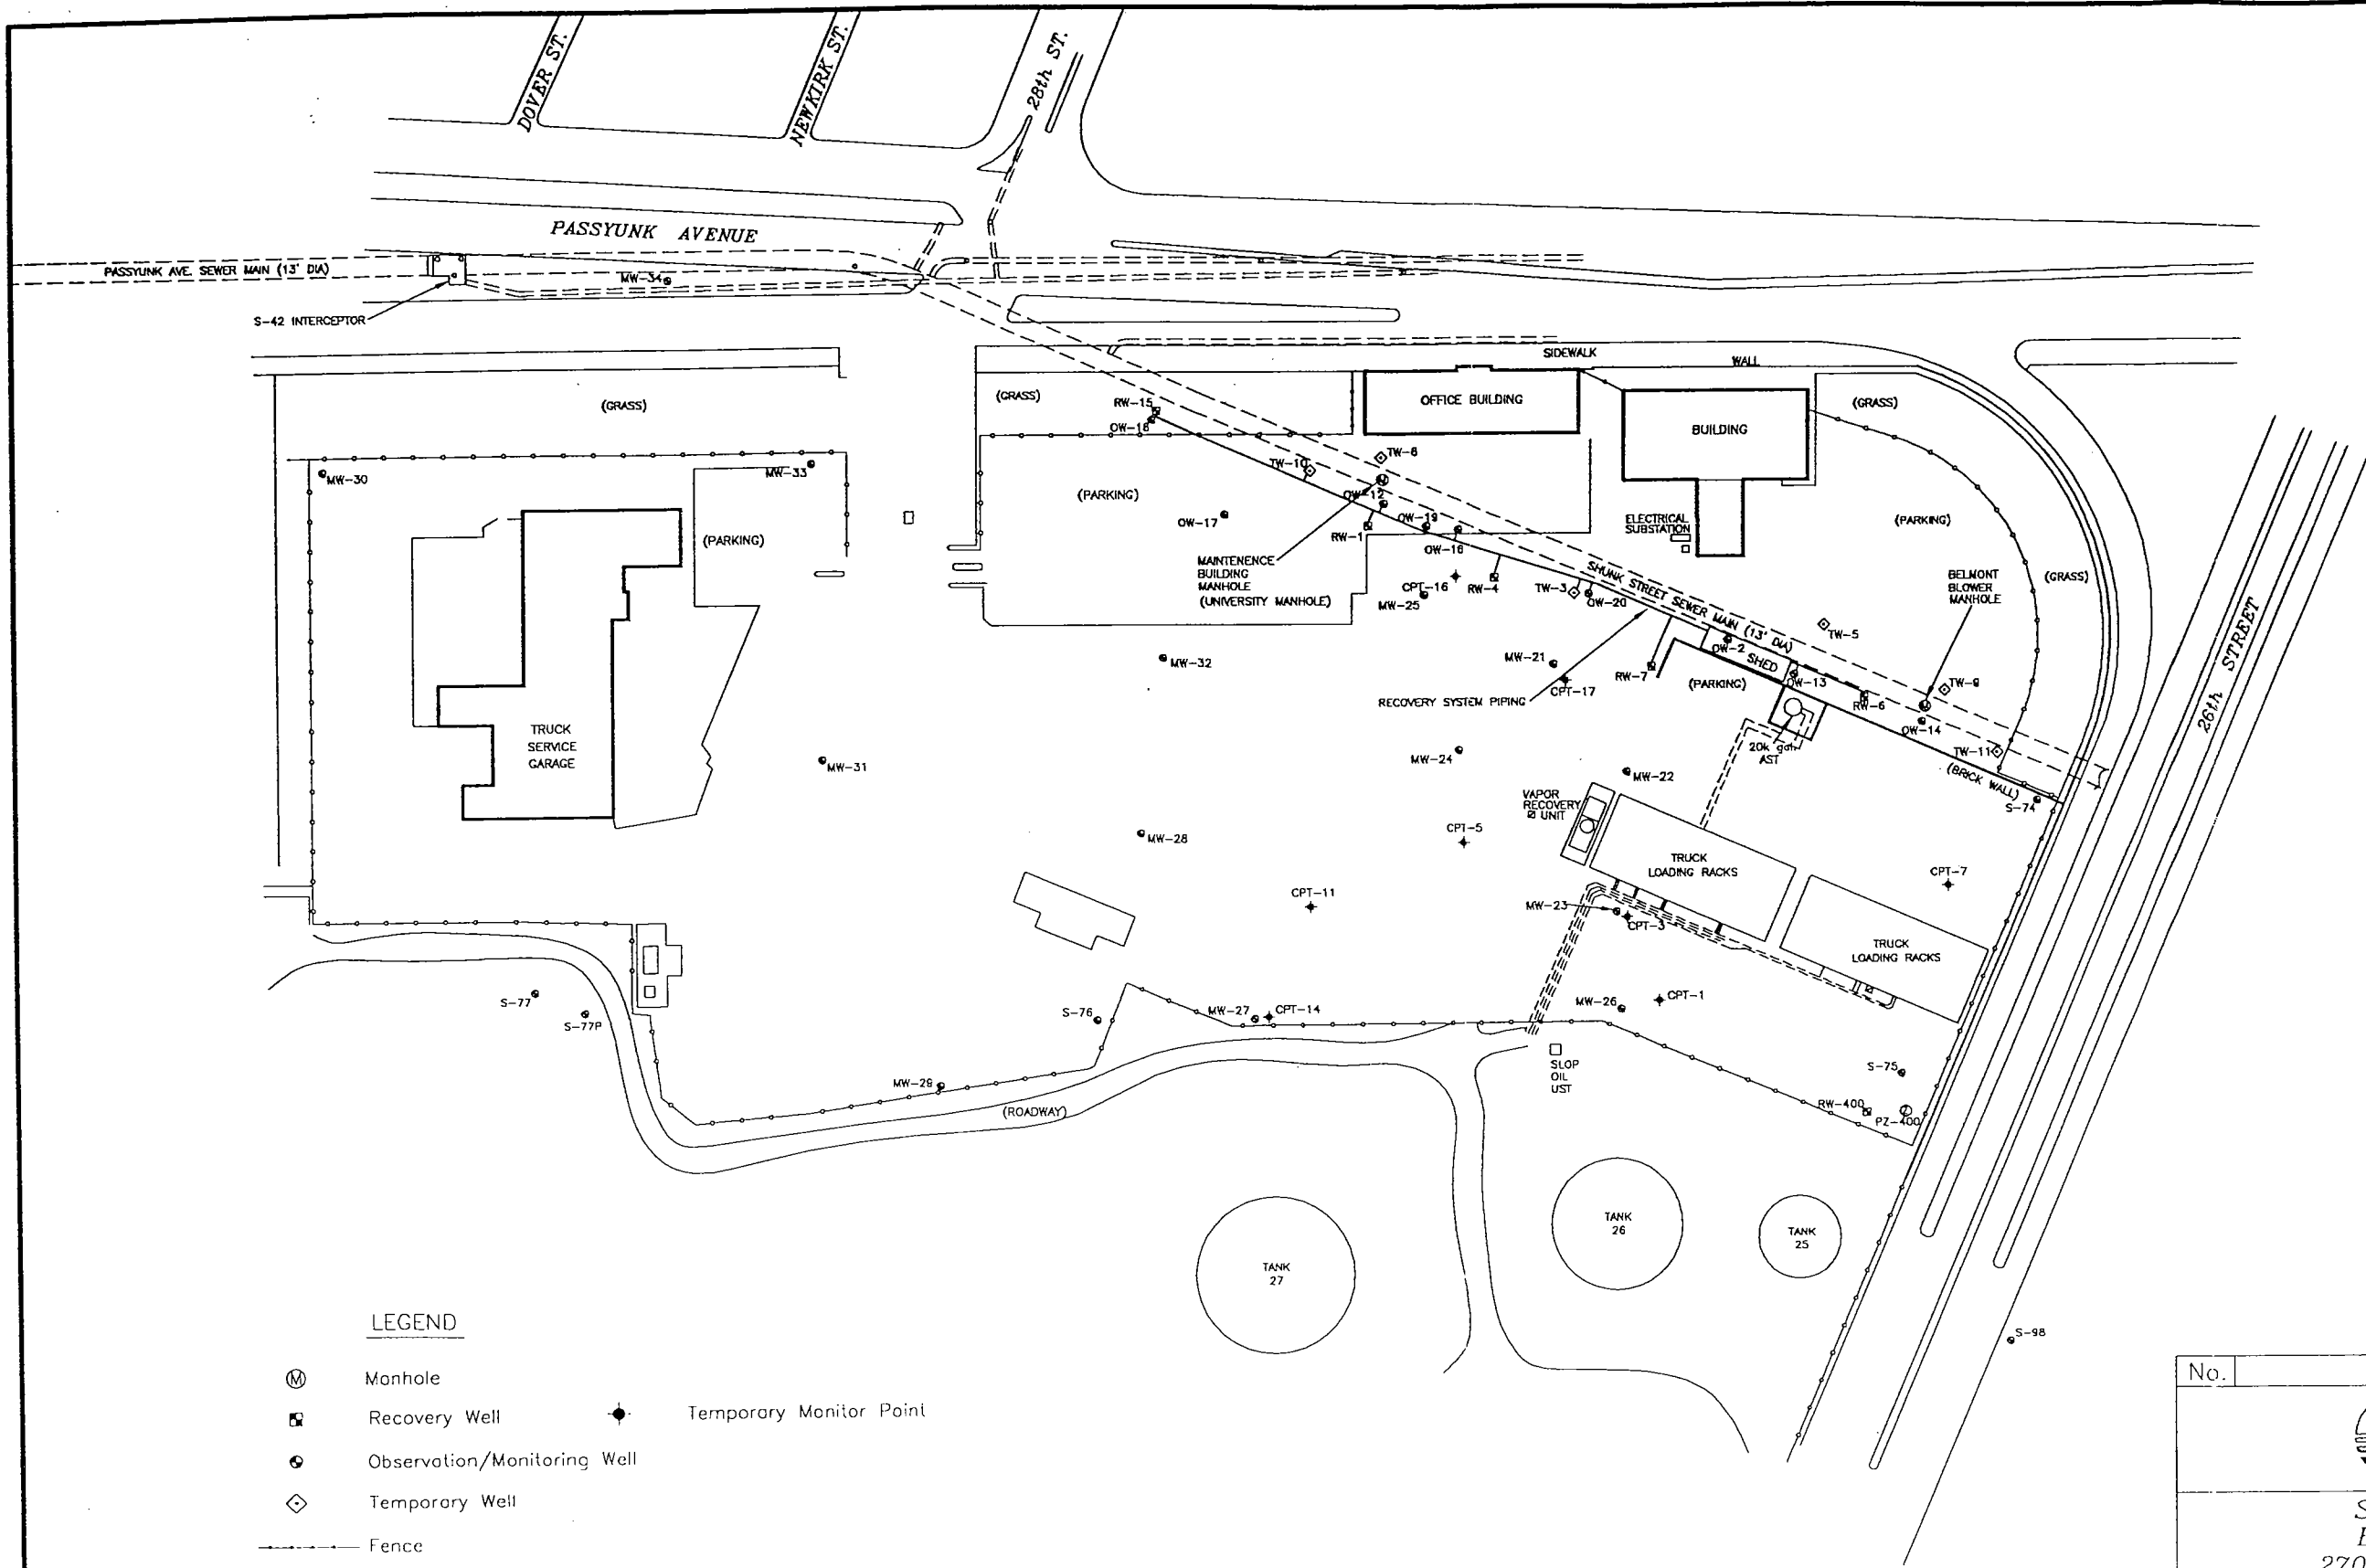 DOVER ST.
NEWKIRK ST.
28th ST.
PASSYUNK AVENUE
PASSYUNK AVE. SEWER MAIN (13' DIA)
MW-34
S-42 INTERCEPTOR
SIDEWALK
WALL
(GRASS)
(GRASS)
RW-15
OW-18
OFFICE BUILDING
BUILDING
(GRASS)
MW-30
MW-33
TW-10
TW-8
(PARKING)
OW-12
OW-17
OW-19
RW-1
OW-16
ELECTRICAL
SUBSTATION
(PARKING)
(PARKING)
MAINTENENCE
BUILDING
MANHOLE
(UNIVERSITY MANHOLE)
CPT-16
MW-25
RW-4
TW-3
OW-20
SHUNK STREET SEWER MAIN (13' DIA)
BELMONT
BLOWER
MANHOLE
(GRASS)
26th STREET
TW-5
OW-2
SHED
MW-32
MW-21
CPT-17
RW-7
(PARKING)
OW-13
TW-9
RECOVERY SYSTEM PIPING
RW-6
OW-14
TW-11
20k gal.
AST
(BRICK WALL)
S-74
TRUCK
SERVICE
GARAGE
MW-31
MW-24
MW-22
VAPOR
RECOVERY
UNIT
MW-28
CPT-5
TRUCK
LOADING RACKS
CPT-7
CPT-11
MW-23
CPT-3
TRUCK
LOADING RACKS
S-77
S-77P
S-76
MW-27
CPT-14
MW-26
CPT-1
SLOP
OIL
UST
S-75
MW-29
(ROADWAY)
RW-400
PZ-400
TANK
26
TANK
25
TANK
27
S-98
LEGEND
M Manhole
Recovery Well
Temporary Monitor Point
Observation/Monitoring Well
Temporary Well
Fence
No.
270